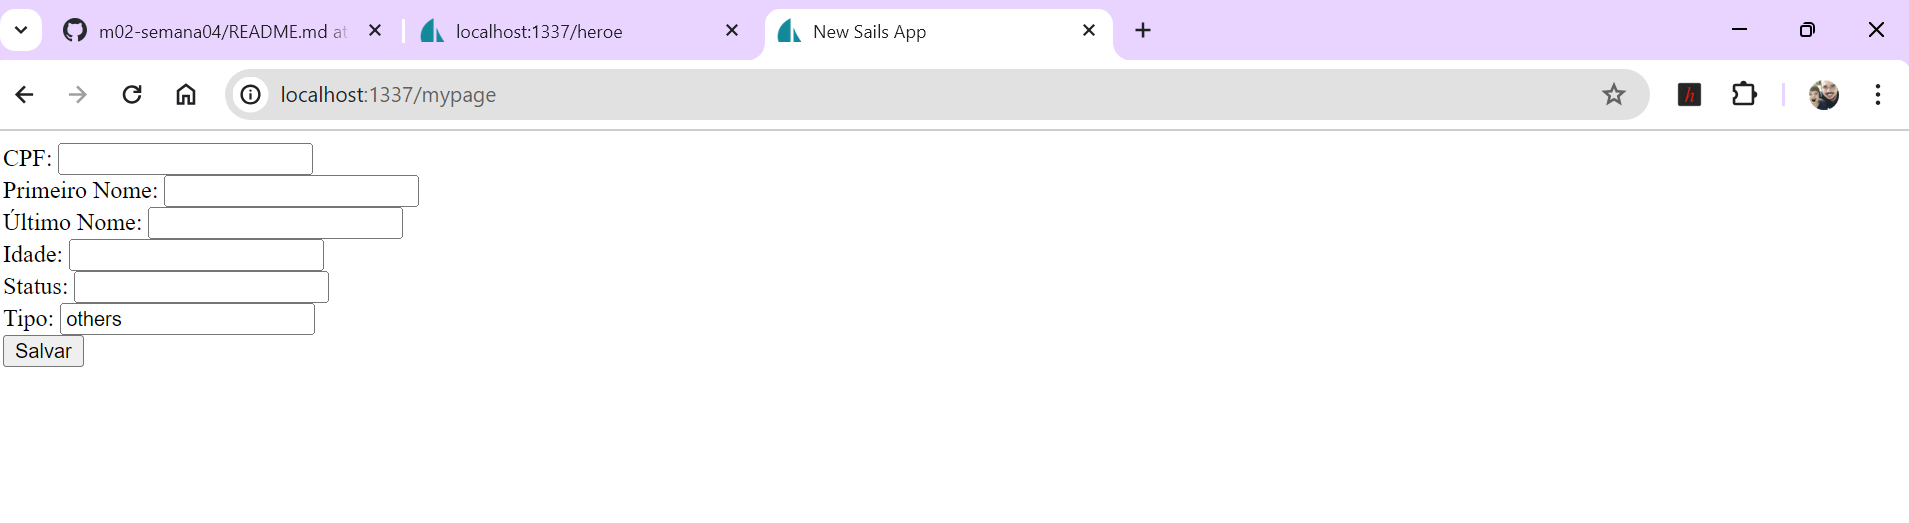 m02-semana04/README.md at
localhost:1337/heroe
New Sails App
localhost:1337/mypage
h
CPF:
Primeiro Nome:
Último Nome:
Idade:
Status:
Tipo: others
Salvar